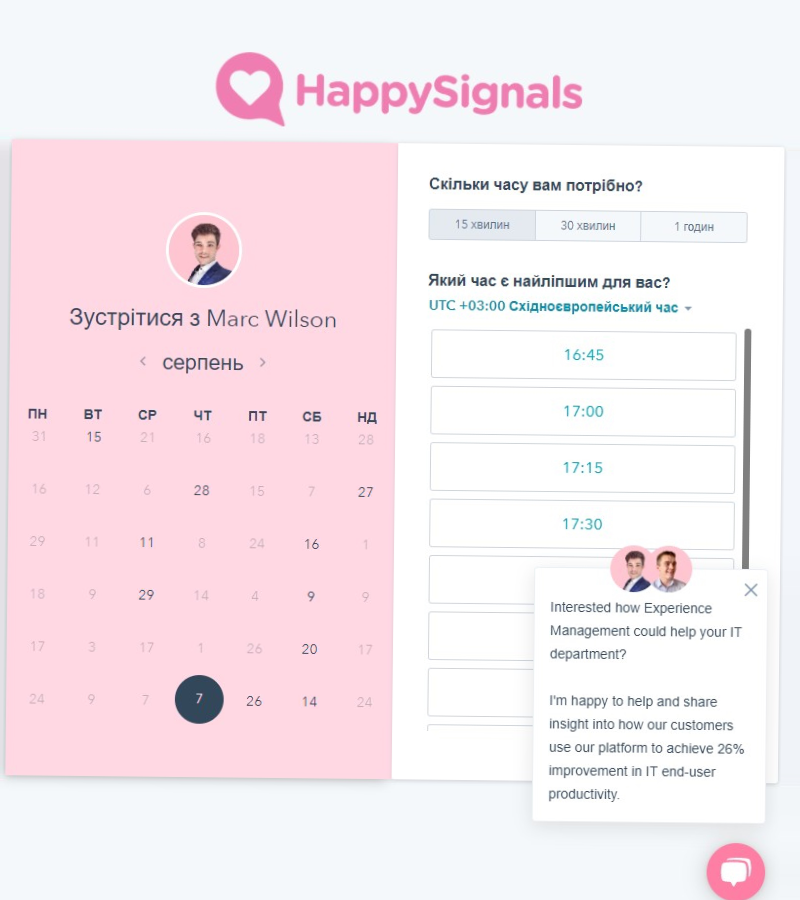 HappySignals
Зустрітися з Marc Wilson
серпень
ПН ВТ СР ЧТ ПТ СБ НД
31 15 21 16 18 13 28
16 12 6 28 15 7 27
29 11 11 8 24 16 1
18 9 29 14 4 9 9
17 3 17 1 26 20 17
24 9 7 7 26 14 24
Скільки часу вам потрібно?
15 хвилин 30 хвилин 1 годин
Який час є найліпшим для вас?
UTC +03:00 Східноєвропейський час
16:45
17:00
17:15
17:30
Interested how Experience
Management could help your IT
department?
I'm happy to help and share
insight into how our customers
use our platform to achieve 26%
improvement in IT end-user
productivity.